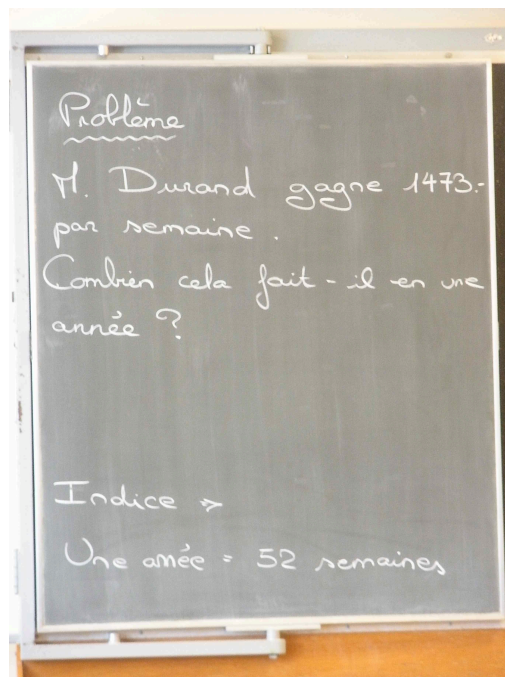 Problème
M. Durand gagne 1473.-
par semaine.
Combien cela fait-il en une
année ?
Indice »
Une année = 52 semaines